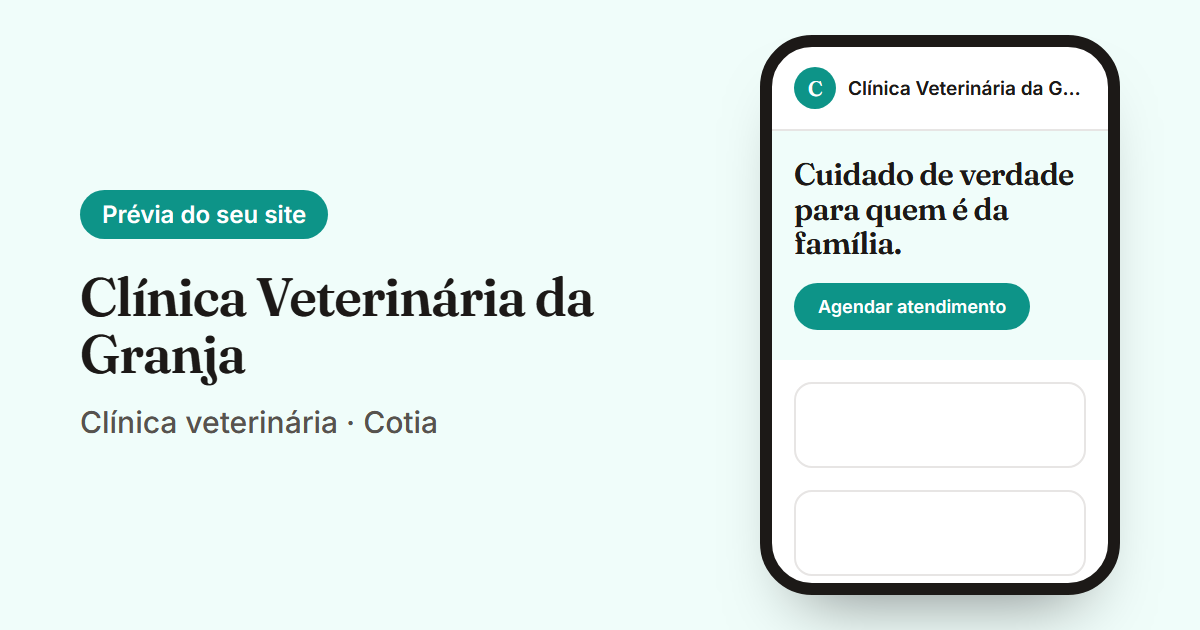 Prévia do seu site
Clínica Veterinária da
Granja
Clínica veterinária · Cotia
C
Clínica Veterinária da G...
Cuidado de verdade
para quem é da
família.
Agendar atendimento